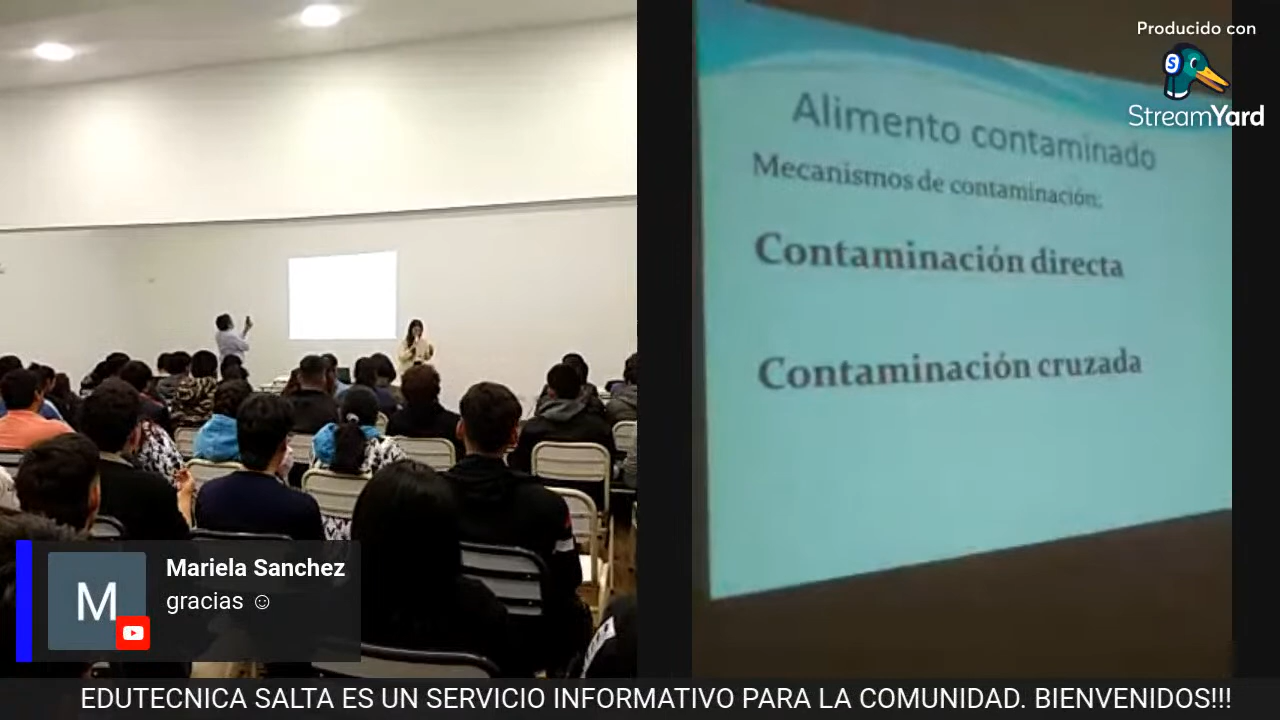 Producido con
StreamYard
Alimento contaminado
Mecanismos de contaminación:
Contaminación directa
Contaminación cruzada
M
Mariela Sanchez
gracias ☺
EDUTECNICA SALTA ES UN SERVICIO INFORMATIVO PARA LA COMUNIDAD. BIENVENIDOS!!!